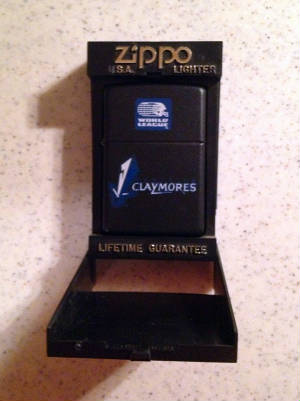 zippo
U.S.A. LIGHTER
WORLD
LEAGUE
CLAYMORES
LIFETIME GUARANTEE